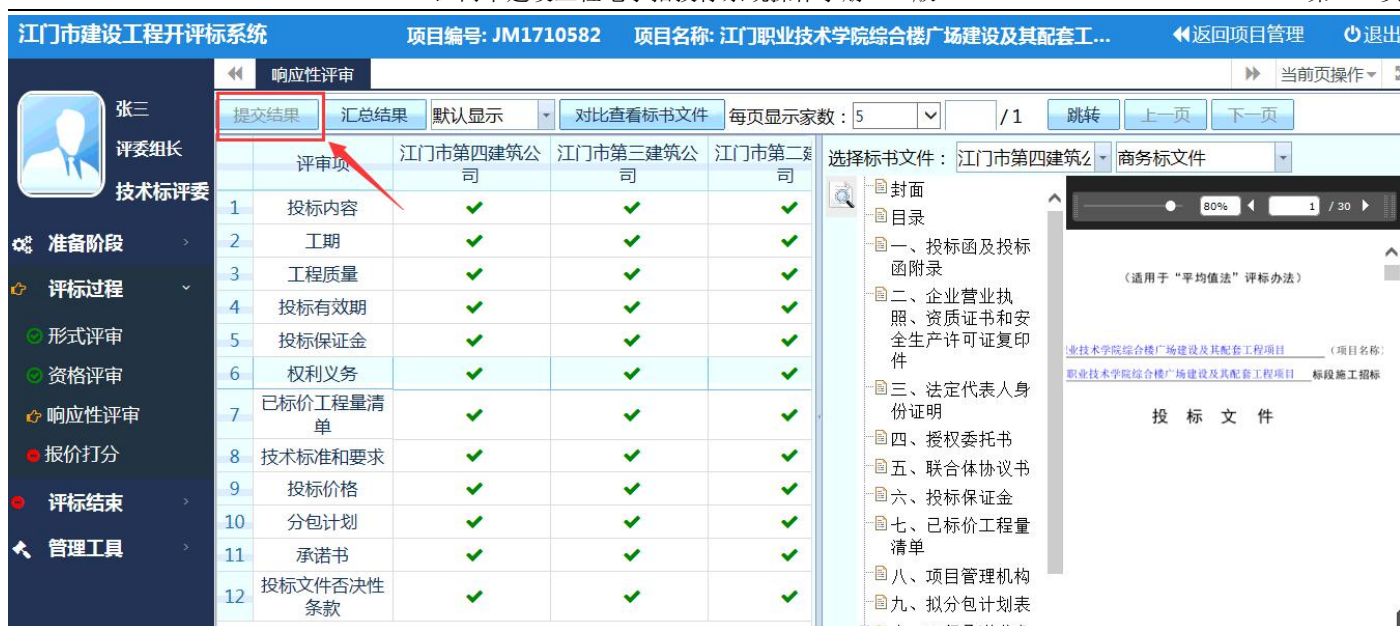 江门市建设工程开评标系统 项目编号: JM1710582 项目名称: 江门职业技术学院综合楼广场建设及其配套工... 返回项目管理 退出
响应性评审 当前页操作
张三
评委组长
技术标评委
准备阶段
评标过程
形式评审
资格评审
响应性评审
报价打分
评标结束
管理工具
提交结果 汇总结果 默认显示 对比查看标书文件 每页显示家数：5 /1 跳转 上一页 下一页
评审项 江门市第四建筑公司 江门市第三建筑公司 江门市第二建 司
1 投标内容 ✔ ✔ ✔
2 工期 ✔ ✔ ✔
3 工程质量 ✔ ✔ ✔
4 投标有效期 ✔ ✔ ✔
5 投标保证金 ✔ ✔ ✔
6 权利义务 ✔ ✔ ✔
7 已标价工程量清单 ✔ ✔ ✔
8 技术标准和要求 ✔ ✔ ✔
9 投标价格 ✔ ✔ ✔
10 分包计划 ✔ ✔ ✔
11 承诺书 ✔ ✔ ✔
12 投标文件否决性条款 ✔ ✔ ✔
选择标书文件： 江门市第四建筑 商务标文件
封面
目录
一、投标函及投标
函附录
二、企业营业执
照、资质证书和安
全生产许可证复印
件
三、法定代表人身
份证明
四、授权委托书
五、联合体协议书
六、投标保证金
七、已标价工程量
清单
八、项目管理机构
九、拟分包计划表
80% 1 / 30
（适用于“平均值法”评标办法）
业技术学院综合楼广场建设及其配套工程项目 （项目名称）
职业技术学院综合楼广场建设及其配套工程项目 标段施工招标
投 标 文 件